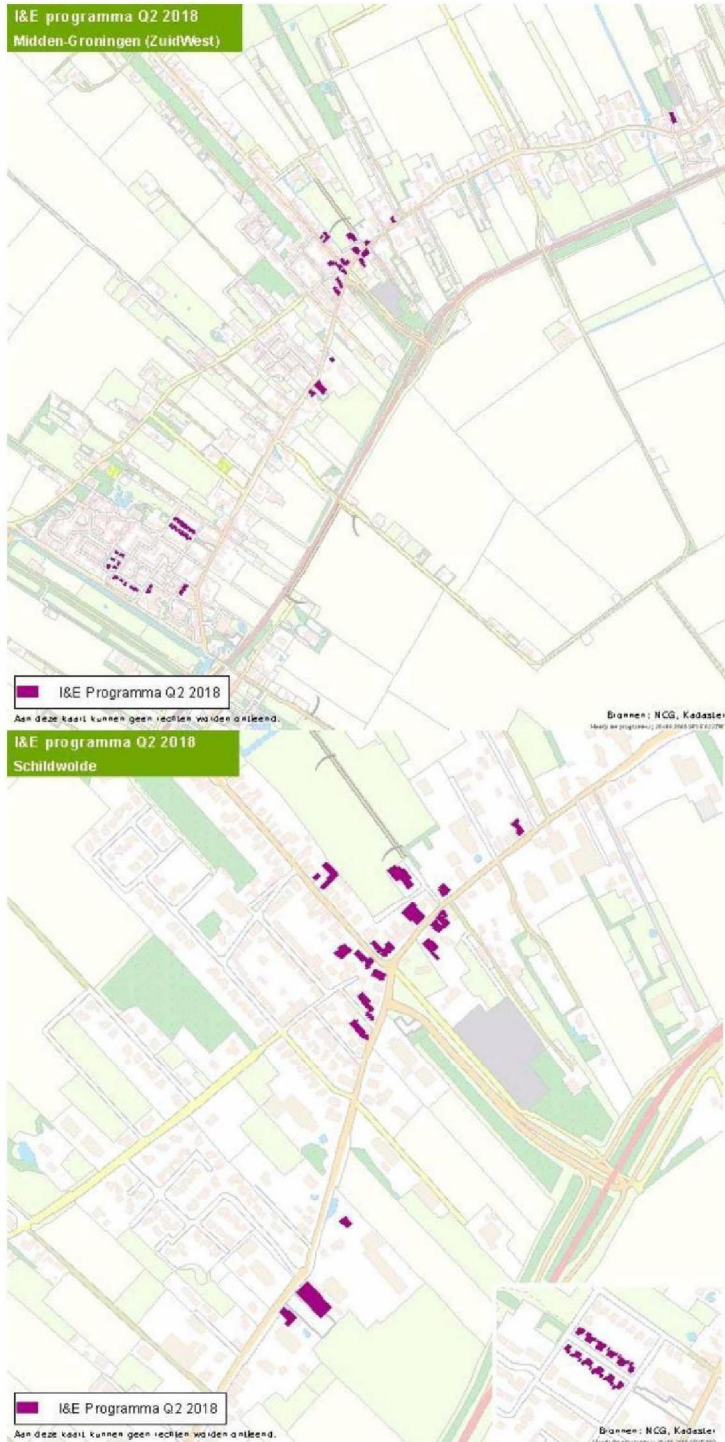 I&E programma Q2 2018
Midden-Groningen (ZuidWest)
I&E Programma Q2 2018
Aan deze kaart kunnen geen rechten worden ontleend.
Bronnen: NCG, Kadaster
I&E programma Q2 2018
Schildwolde
I&E Programma Q2 2018
Aan deze kaart kunnen geen rechten worden ontleend.
Bronnen: NCG, Kadaster